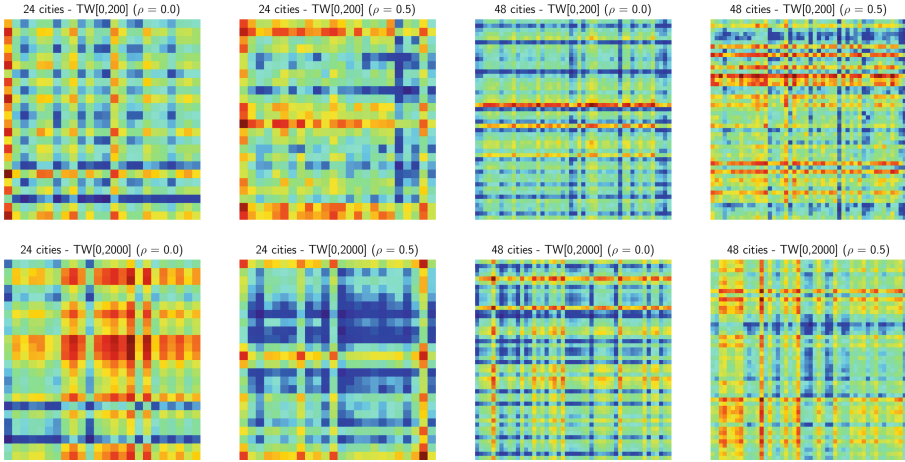 24 cities - TW[0,200] (ρ = 0.0)
24 cities - TW[0,200] (ρ = 0.5)
48 cities - TW[0,200] (ρ = 0.0)
48 cities - TW[0,200] (ρ = 0.5)
24 cities - TW[0,2000] (ρ = 0.0)
24 cities - TW[0,2000] (ρ = 0.5)
48 cities - TW[0,2000] (ρ = 0.0)
48 cities - TW[0,2000] (ρ = 0.5)